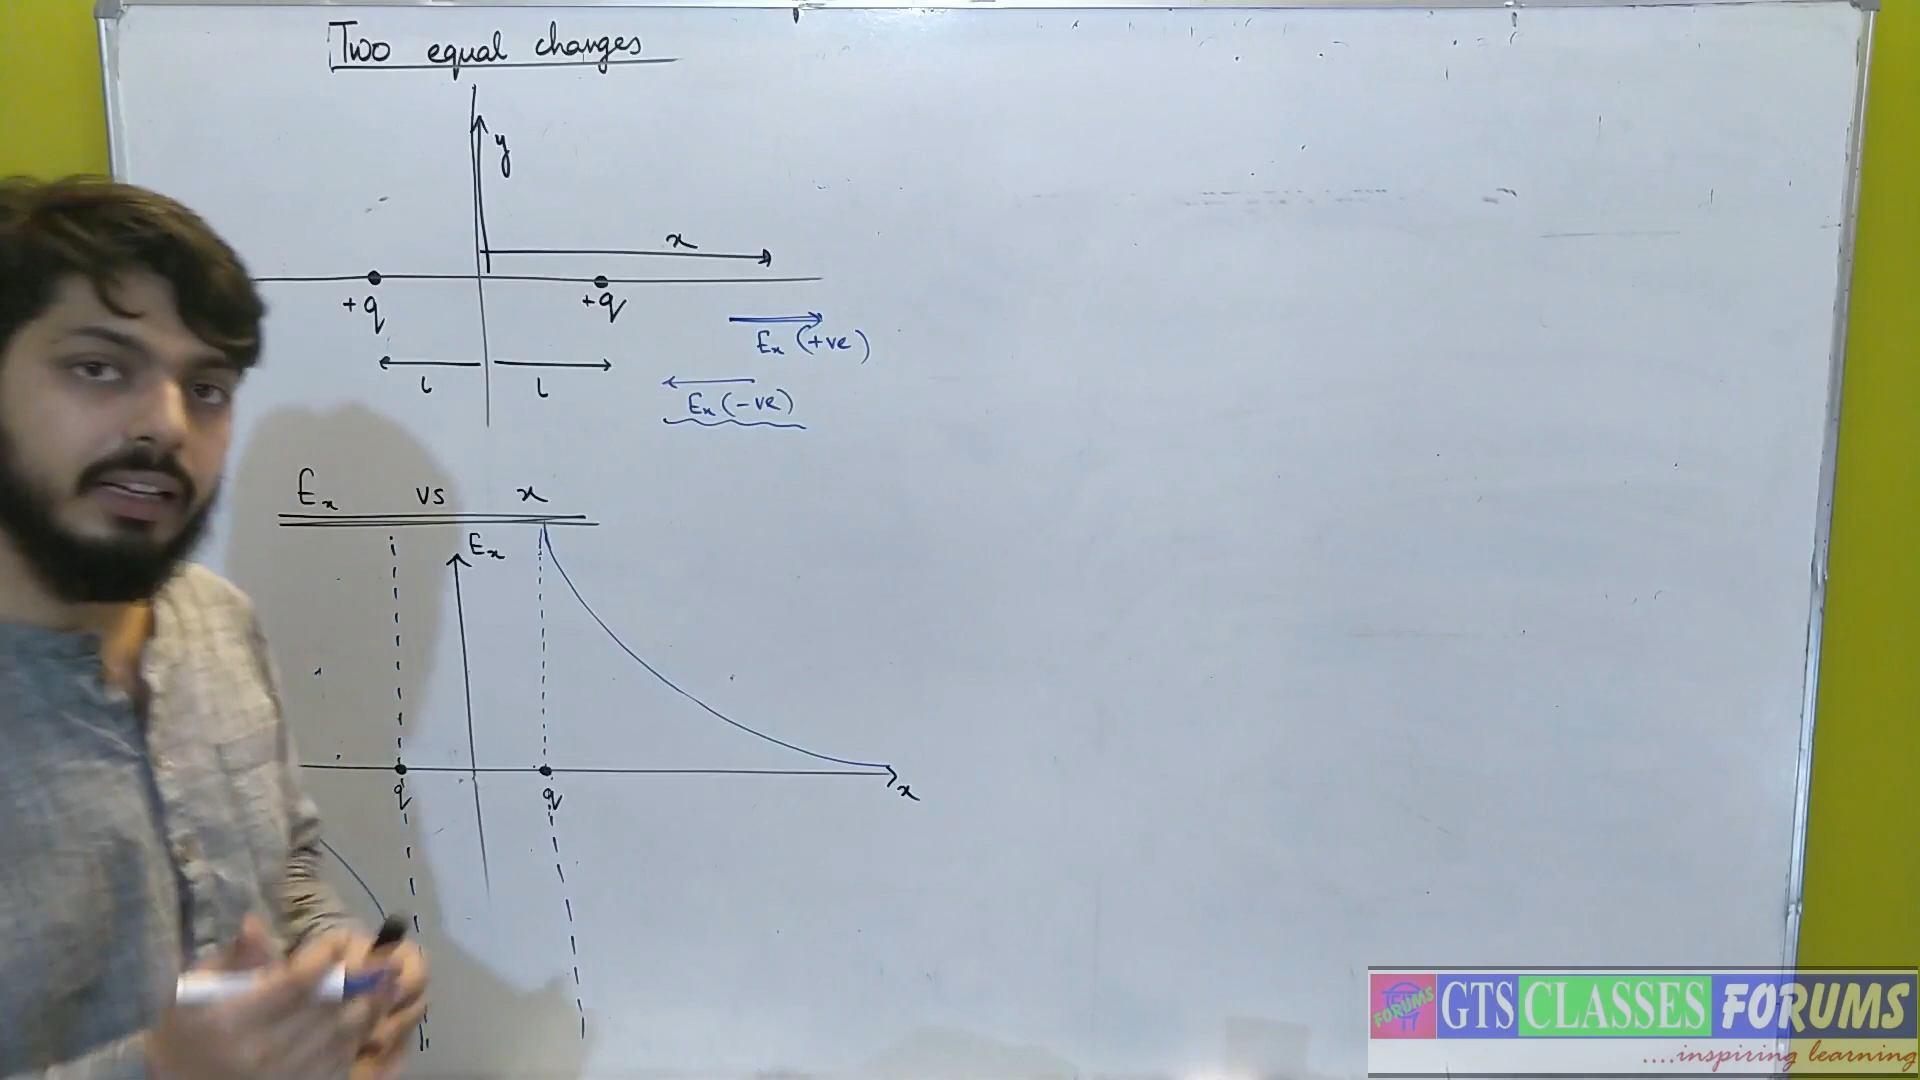 Two equal charges
y
x
+q
+q
Ex (+ve)
l
l
Ex (-ve)
Ex vs x
Ex
x
q
q
FORUMS
GTS CLASSES FORUMS
....inspiring learning